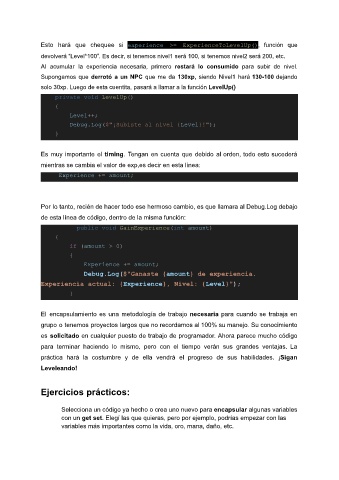 Esto hará que chequee si experience >= ExperienceToLevelUp(), función que
devolverá "Level*100". Es decir, si tenemos nivel1 será 100, si tenemos nivel2 será 200, etc.
Al acumular la experiencia necesaria, primero restará lo consumido para subir de nivel.
Supongamos que derrotó a un NPC que me da 130xp, siendo Nivel1 hará 130-100 dejando
solo 30xp. Luego de esta cuentita, pasará a llamar a la función LevelUp()
private void LevelUp()
{
Level++;
Debug.Log($"¡Subiste al nivel {Level}!");
}
Es muy importante el timing. Tengan en cuenta que debido al orden, todo esto sucederá
mientras se cambia el valor de exp,es decir en esta línea:
Experience += amount;
Por lo tanto, recién de hacer todo ese hermoso cambio, es que llamara al Debug.Log debajo
de esta línea de código, dentro de la misma función:
public void GainExperience(int amount)
{
if (amount > 0)
{
Experience += amount;
Debug.Log($"Ganaste {amount} de experiencia.
Experiencia actual: {Experience}, Nivel: {Level}");
}
El encapsulamiento es una metodología de trabajo necesaria para cuando se trabaja en
grupo o tenemos proyectos largos que no recordamos al 100% su manejo. Su conocimiento
es solicitado en cualquier puesto de trabajo de programador. Ahora parece mucho código
para terminar haciendo lo mismo, pero con el tiempo verán sus grandes ventajas. La
práctica hará la costumbre y de ella vendrá el progreso de sus habilidades. ¡Sigan
Leveleando!
Ejercicios prácticos:
Selecciona un código ya hecho o crea uno nuevo para encapsular algunas variables
con un get set. Elegí las que quieras, pero por ejemplo, podrías empezar con las
variables más importantes como la vida, oro, mana, daño, etc.